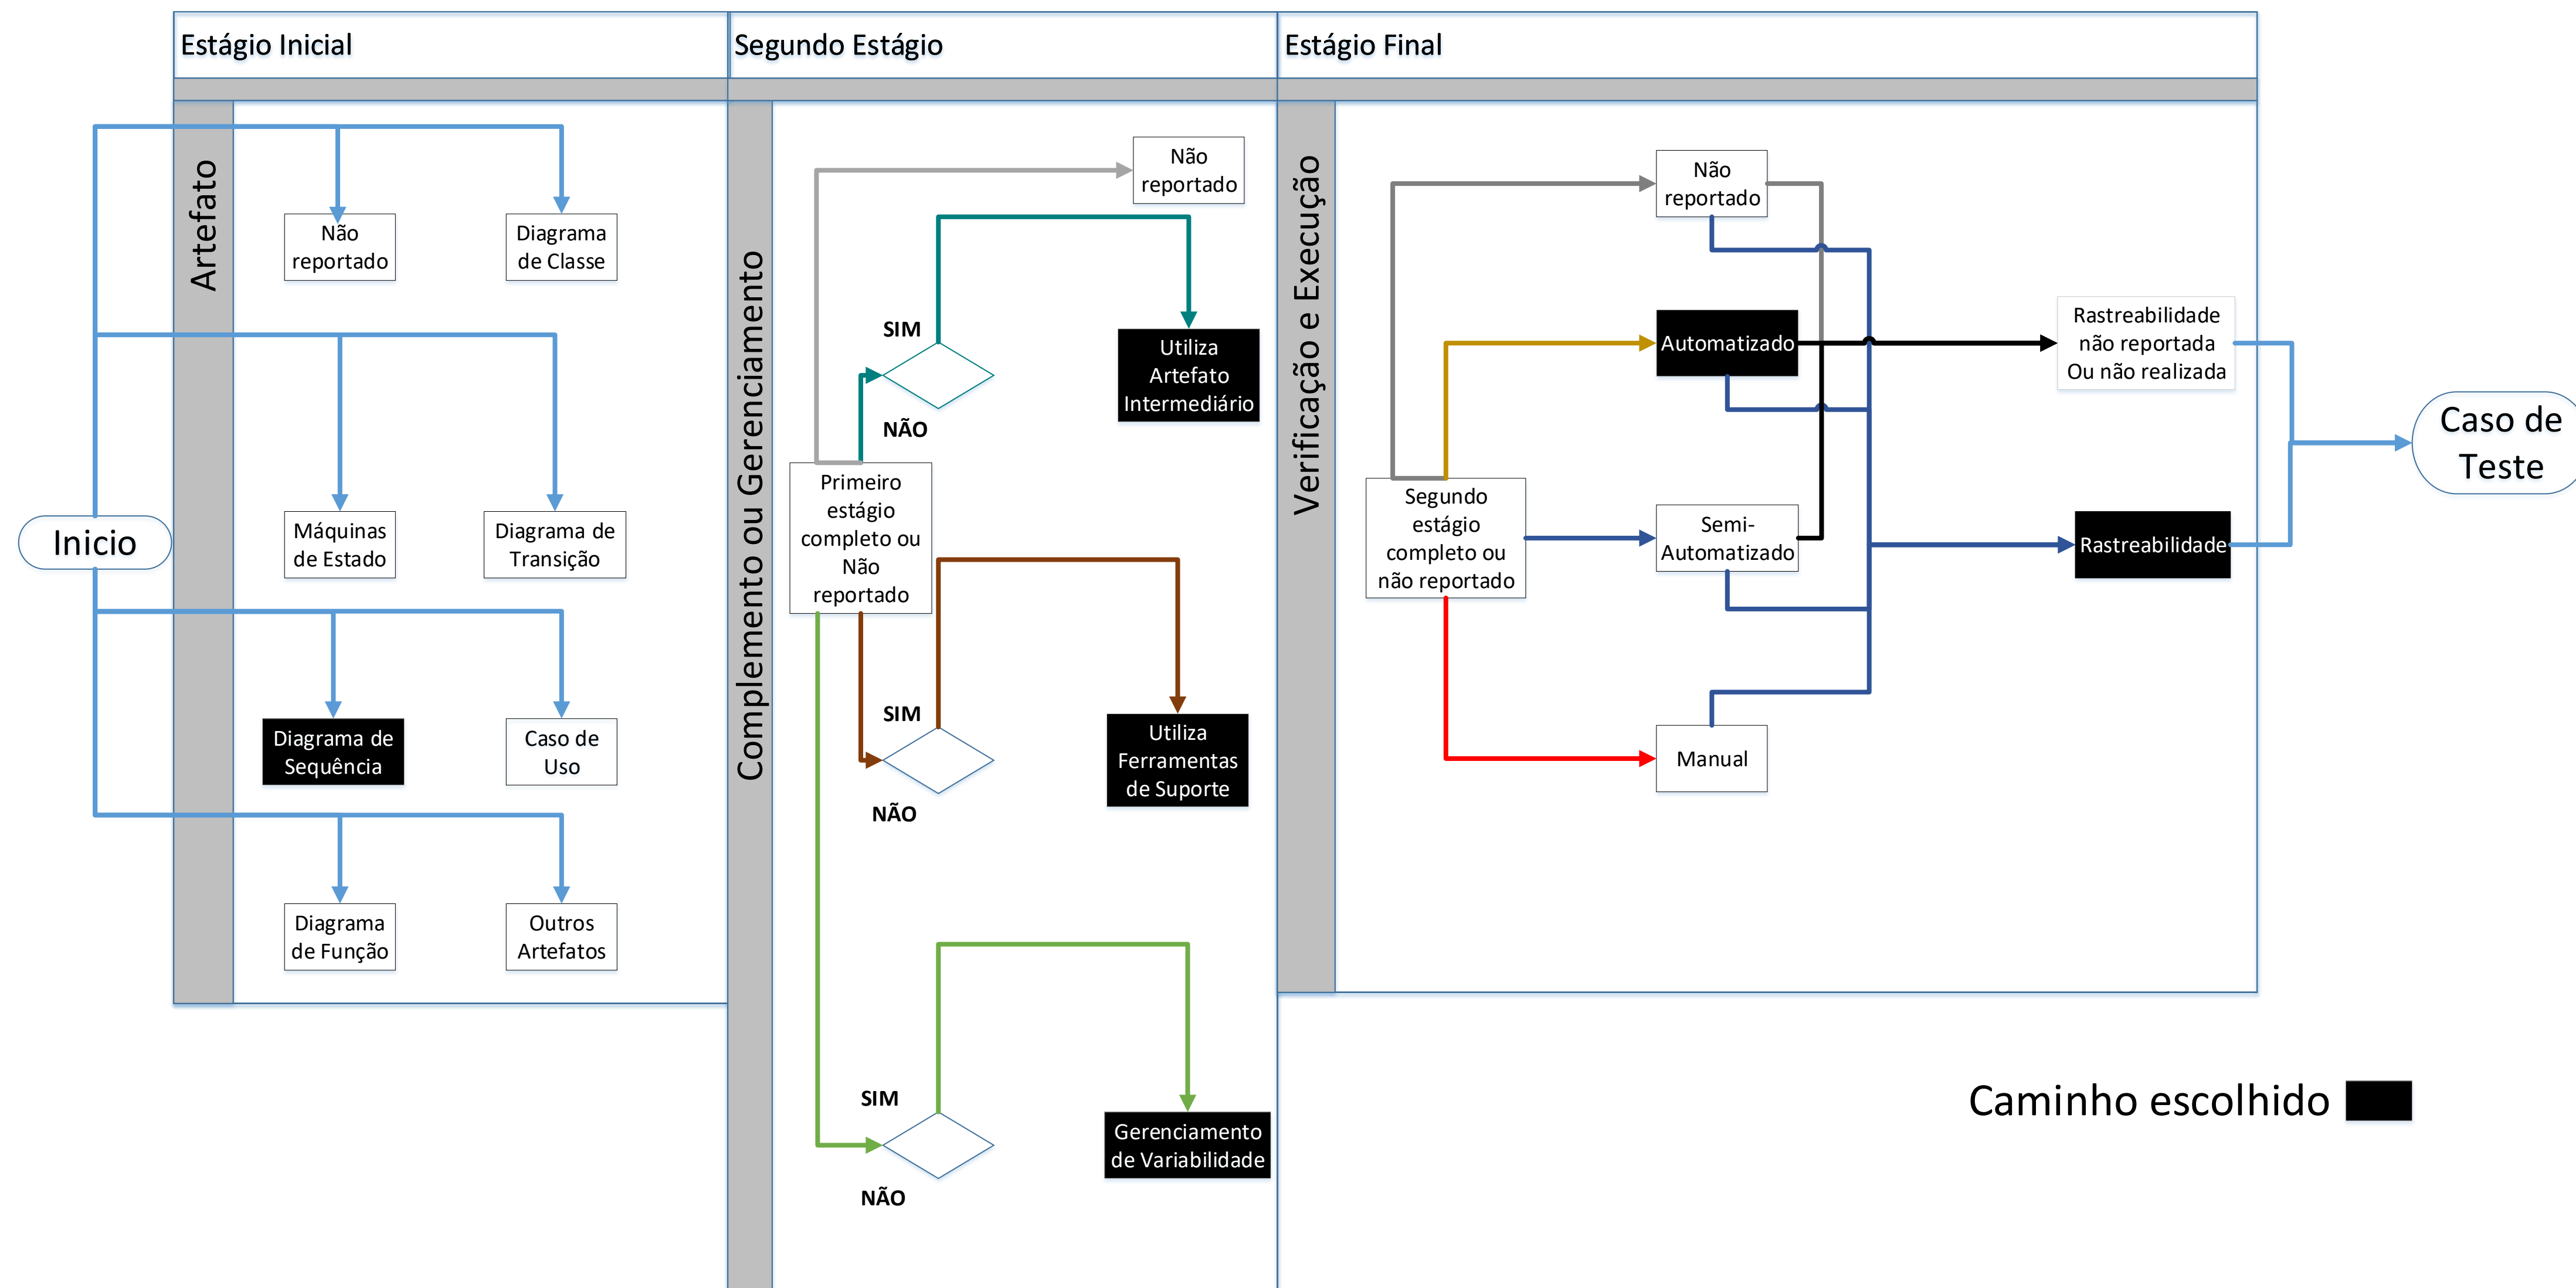 Estágio Inicial
Segundo Estágio
Estágio Final
Inicio
Artefato
Não
reportado
Diagrama
de Classe
Máquinas
de Estado
Diagrama de
Transição
Diagrama de
Sequência
Caso de
Uso
Diagrama
de Função
Outros
Artefatos
Complemento ou Gerenciamento
Não
reportado
SIM
NÃO
Utiliza
Artefato
Intermediário
Primeiro
estágio
completo ou
Não
reportado
SIM
NÃO
Utiliza
Ferramentas
de Suporte
SIM
NÃO
Gerenciamento
de Variabilidade
Verificação e Execução
Não
reportado
Automatizado
Segundo
estágio
completo ou
não reportado
Semi-
Automatizado
Manual
Rastreabilidade
não reportada
Ou não realizada
Rastreabilidade
Caso de
Teste
Caminho escolhido